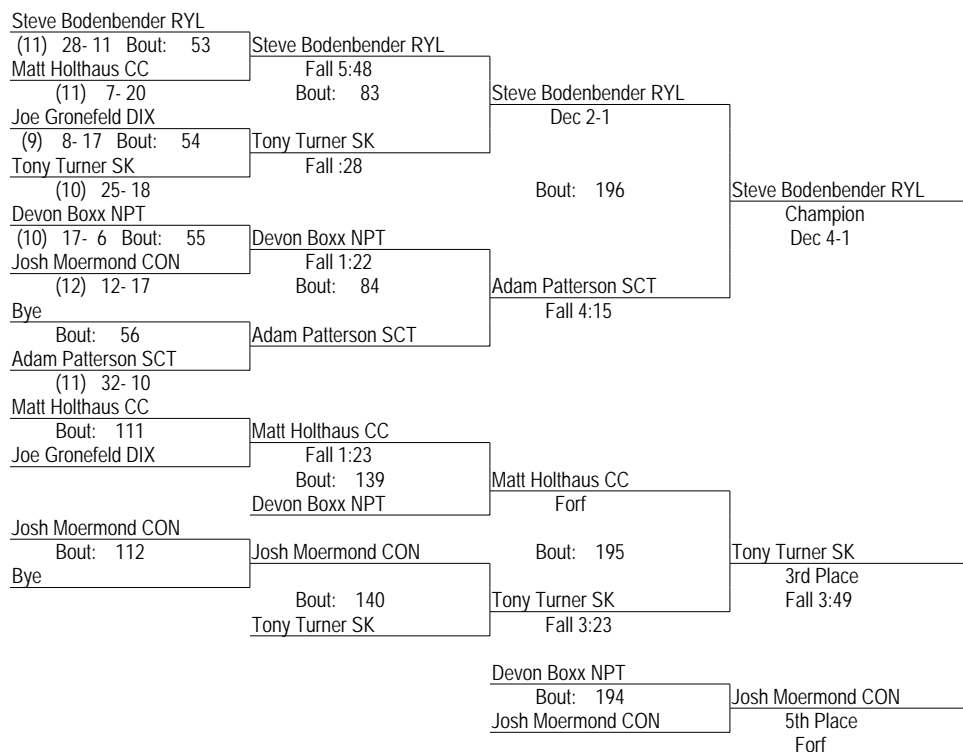 Steve Bodenbender RYL
(11) 28- 11 Bout: 53
Steve Bodenbender RYL
Matt Holthaus CC
Fall 5:48
(11) 7- 20
Bout: 83
Steve Bodenbender RYL
Joe Gronefeld DIX
Dec 2-1
(9) 8- 17 Bout: 54
Tony Turner SK
Tony Turner SK
Fall :28
(10) 25- 18
Bout: 196
Steve Bodenbender RYL
Devon Boxx NPT
Champion
(10) 17- 6 Bout: 55
Devon Boxx NPT
Dec 4-1
Josh Moermond CON
Fall 1:22
(12) 12- 17
Bout: 84
Adam Patterson SCT
Bye
Fall 4:15
Bout: 56
Adam Patterson SCT
Adam Patterson SCT
(11) 32- 10
Matt Holthaus CC
Bout: 111
Matt Holthaus CC
Joe Gronefeld DIX
Fall 1:23
Bout: 139
Matt Holthaus CC
Devon Boxx NPT
Forf
Josh Moermond CON
Bout: 112
Josh Moermond CON
Bout: 195
Tony Turner SK
Bye
3rd Place
Bout: 140
Tony Turner SK
Fall 3:49
Tony Turner SK
Fall 3:23
Devon Boxx NPT
Bout: 194
Josh Moermond CON
Josh Moermond CON
5th Place
Forf